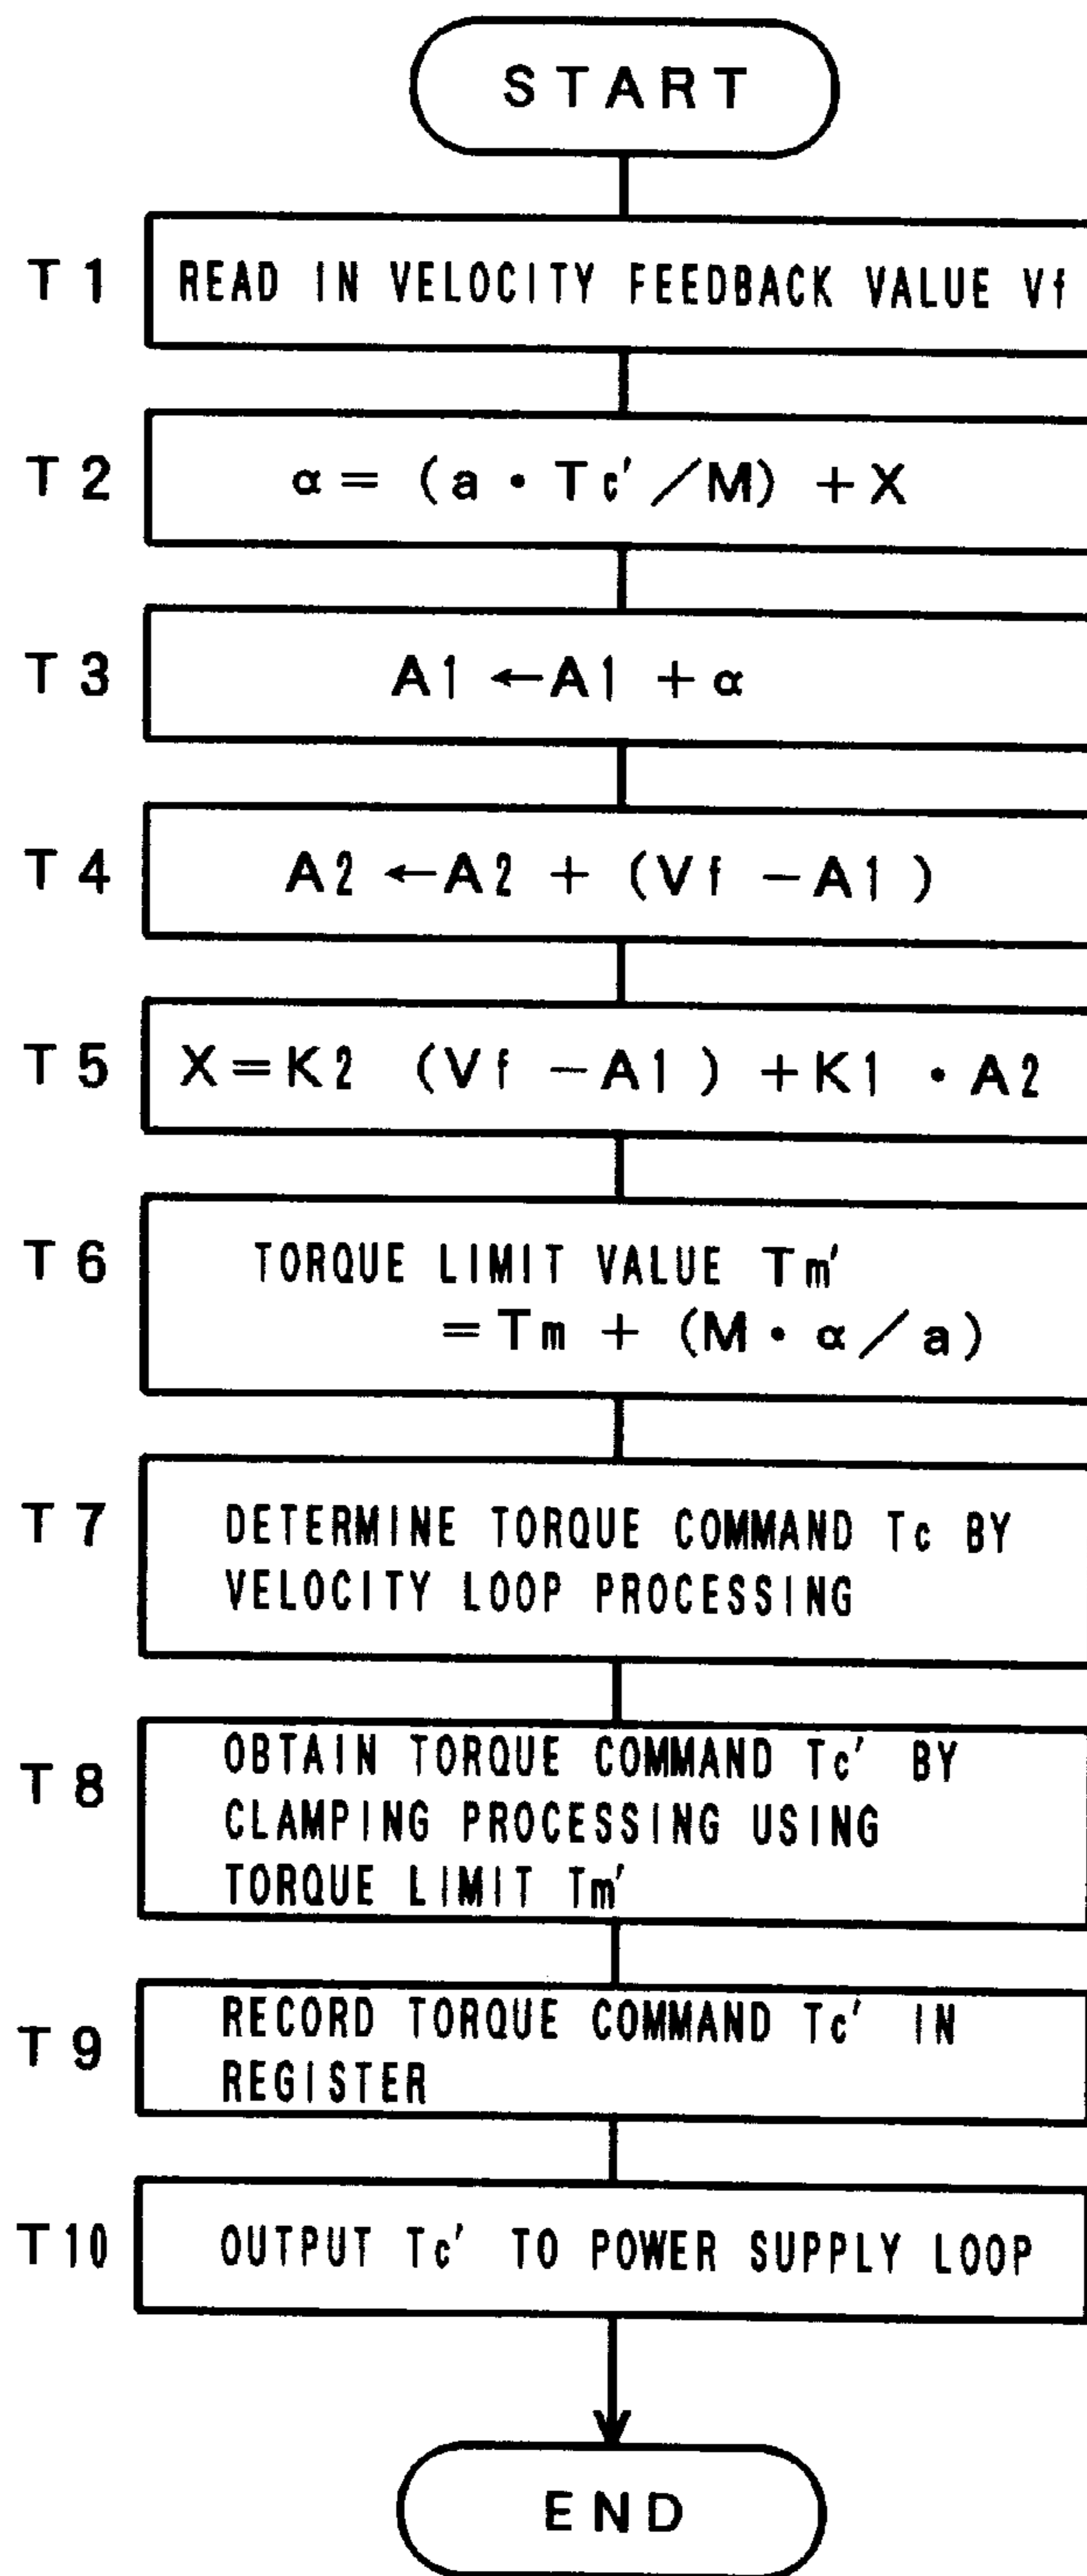 START
T1 READ IN VELOCITY FEEDBACK VALUE Vf
T2 α = (a・Tc′/M) + X
T3 A1 ← A1 + α
T4 A2 ← A2 + (Vf − A1)
T5 X = K2 (Vf − A1) + K1・A2
T6 TORQUE LIMIT VALUE Tm′
= Tm + (M・α/a)
T7 DETERMINE TORQUE COMMAND Tc BY
VELOCITY LOOP PROCESSING
T8 OBTAIN TORQUE COMMAND Tc′ BY
CLAMPING PROCESSING USING
TORQUE LIMIT Tm′
T9 RECORD TORQUE COMMAND Tc′ IN
REGISTER
T10 OUTPUT Tc′ TO POWER SUPPLY LOOP
END